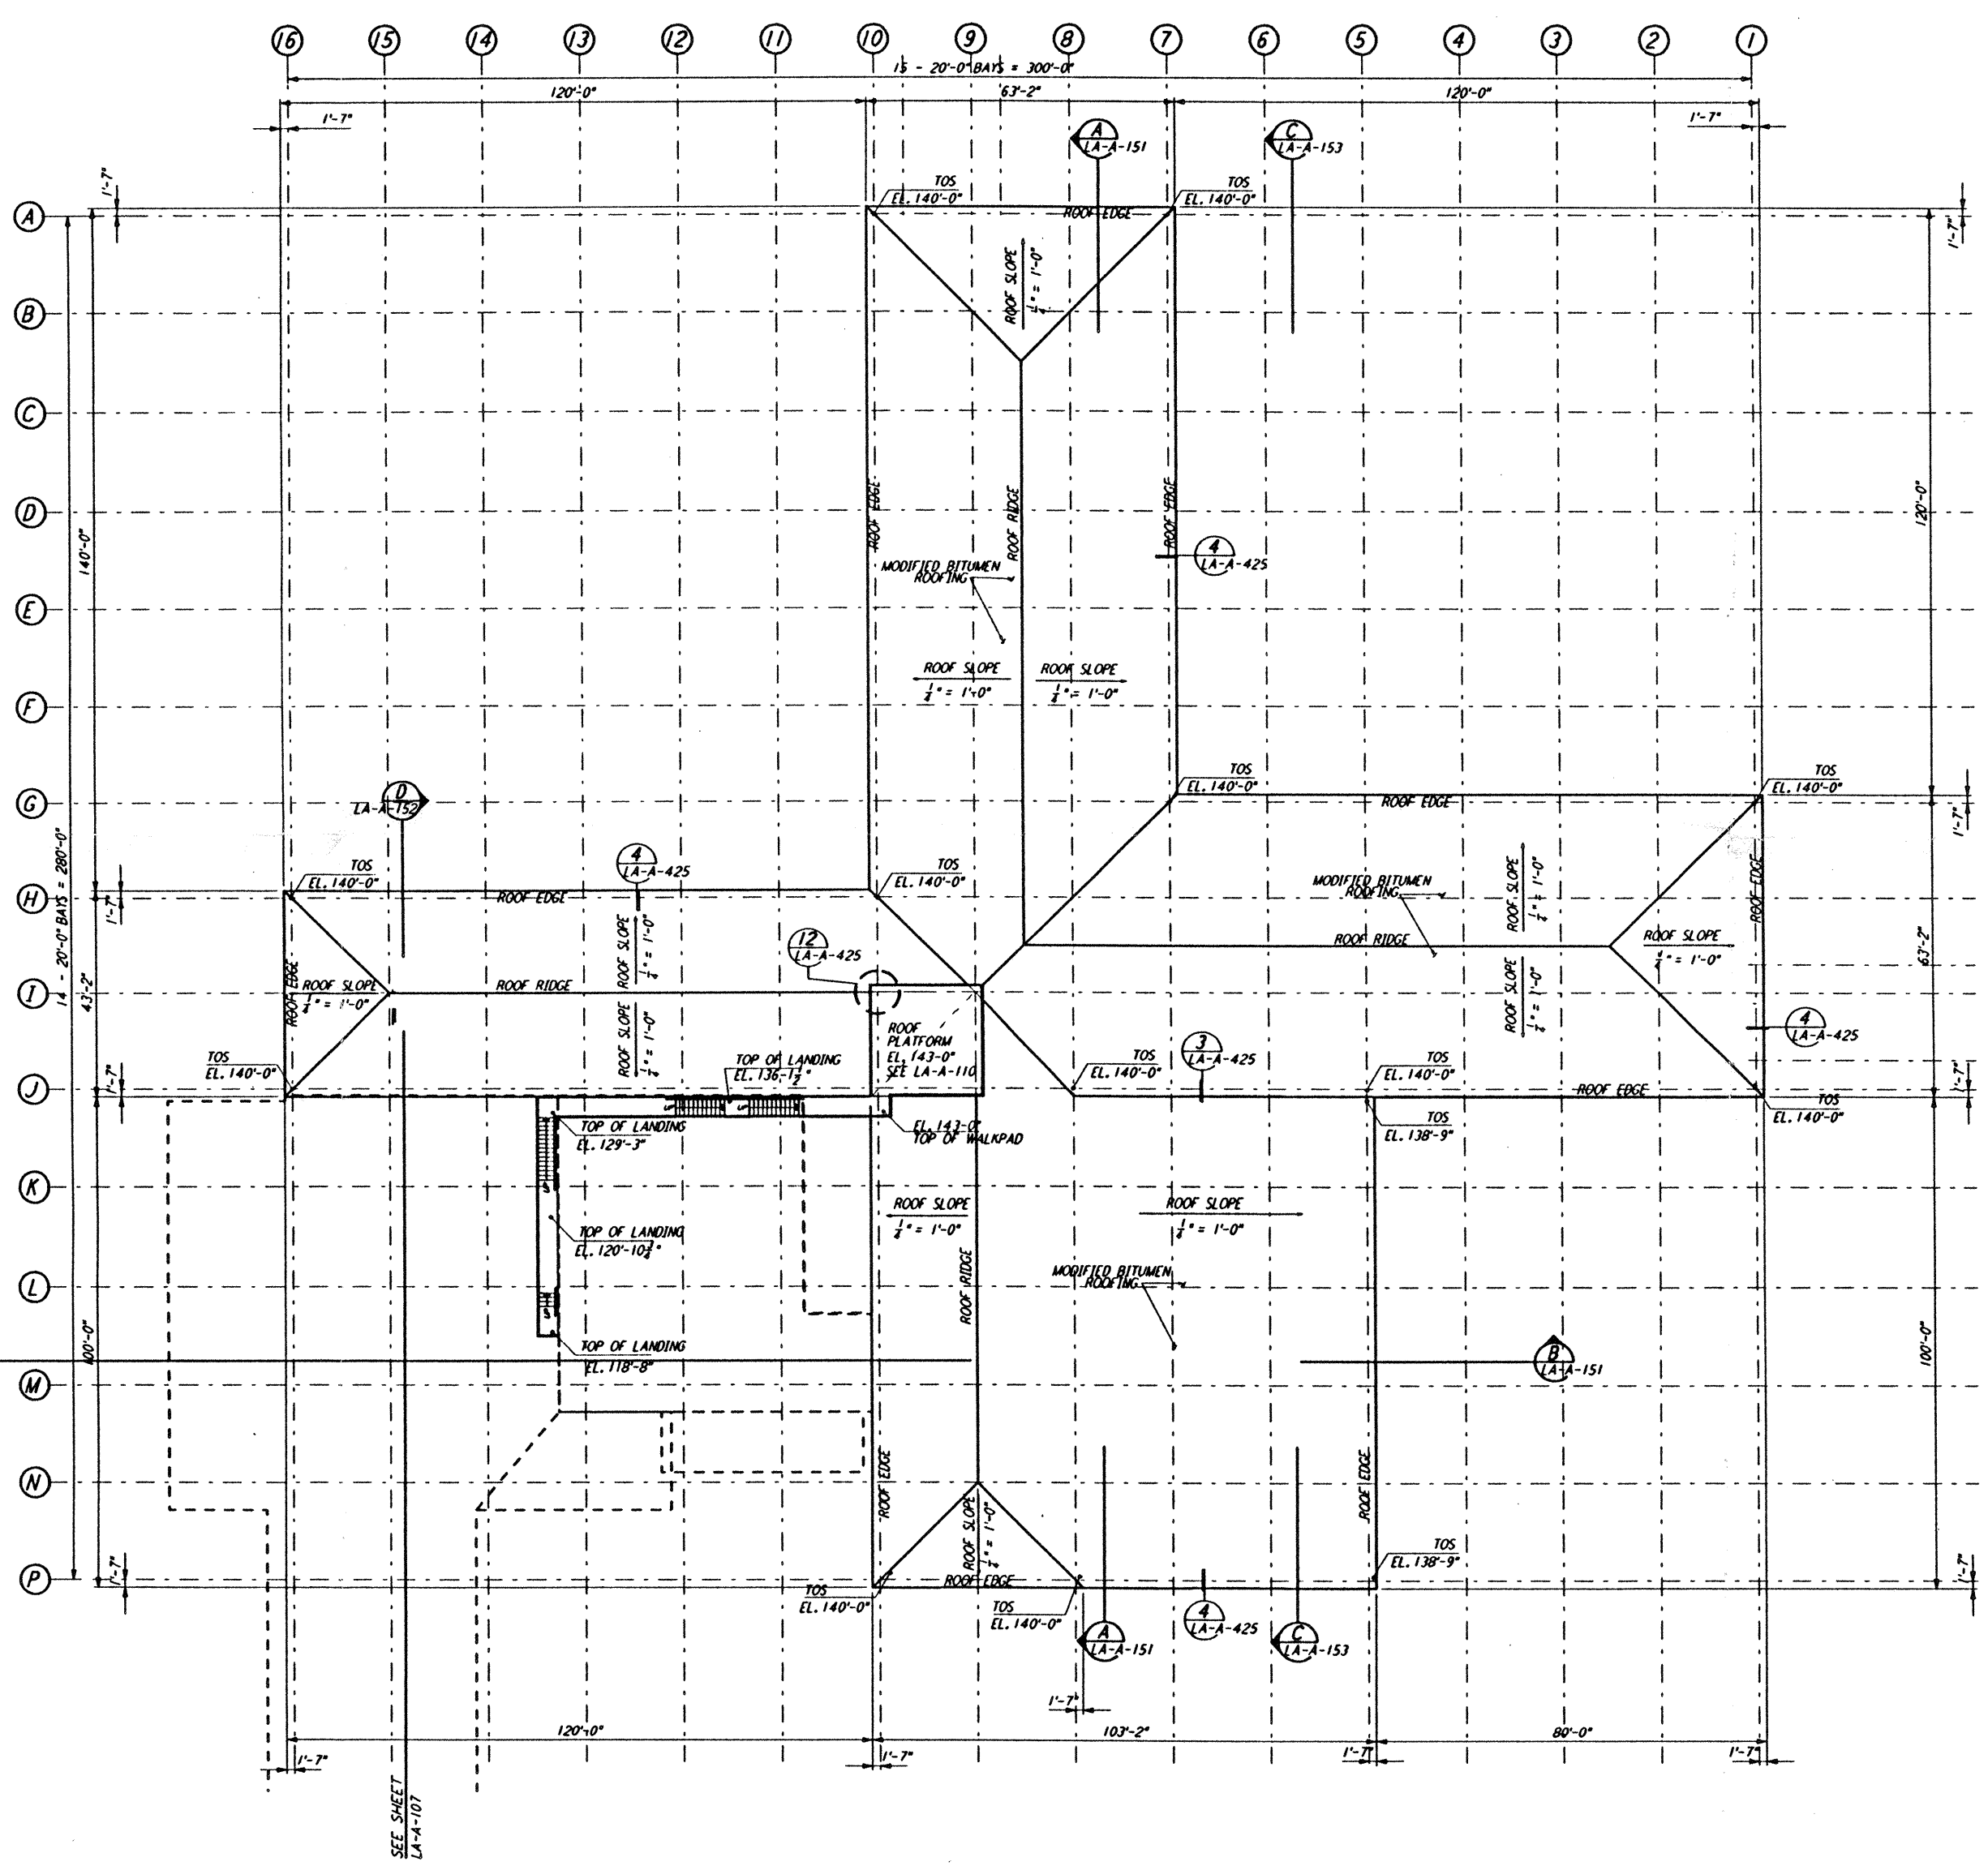 16 15 14 13 12 11 10 9 8 7 6 5 4 3 2 1
15 - 20'-0" BAYS = 300'-0"
120'-0" 63'-2" 120'-0"
1'-7" 1'-7"
A
LA-A-151
C
LA-A-153
1'-7"
TOS
EL. 140'-0"
TOS
EL. 140'-0"
A
ROOF EDGE
1'-7"
ROOF SLOPE
1/4" = 1'-0"
B
C
D
ROOF EDGE
ROOF RIDGE
ROOF EDGE
120'-0"
140'-0"
4
LA-A-425
MODIFIED BITUMEN
ROOFING
E
ROOF SLOPE
1/4" = 1'-0"
ROOF SLOPE
1/4" = 1'-0"
F
TOS
EL. 140'-0"
TOS
EL. 140'-0"
D
LA-A-152
G
ROOF EDGE
1'-7"
14 - 20'-0" BAYS = 280'-0"
4
LA-A-425
TOS
EL. 140'-0"
TOS
EL. 140'-0"
MODIFIED BITUMEN
ROOFING
ROOF SLOPE
1/4" = 1'-0"
ROOF EDGE
H
ROOF EDGE
1'-7"
ROOF SLOPE
1/4" = 1'-0"
12
LA-A-425
ROOF RIDGE
ROOF SLOPE
1/4" = 1'-0"
63'-2"
43'-2"
I
ROOF EDGE
ROOF SLOPE
1/4" = 1'-0"
ROOF RIDGE
ROOF SLOPE
1/4" = 1'-0"
ROOF SLOPE
1/4" = 1'-0"
4
LA-A-425
ROOF
PLATFORM
EL. 143-0"
SEE LA-A-110
3
LA-A-425
TOS
EL. 140'-0"
TOP OF LANDING
EL. 136'-1 1/2"
TOS
EL. 140'-0"
TOS
EL. 140'-0"
J
1'-7"
ROOF EDGE
1'-7"
TOS
EL. 140'-0"
TOS
EL. 138'-9"
UP UP
TOP OF LANDING
EL. 129'-3"
EL. 143-0"
TOP OF WALKPAD
K
UP
ROOF SLOPE
1/4" = 1'-0"
ROOF SLOPE
1/4" = 1'-0"
TOP OF LANDING
EL. 120'-10 3/4"
ROOF RIDGE
MODIFIED BITUMEN
ROOFING
L
UP
TOP OF LANDING
EL. 118'-8"
100'-0"
100'-0"
B
LA-A-151
M
N
ROOF EDGE
ROOF SLOPE
1/4" = 1'-0"
ROOF EDGE
TOS
EL. 138'-9"
P
1'-7"
ROOF EDGE
1'-7"
TOS
EL. 140'-0"
TOS
EL. 140'-0"
A
LA-A-151
4
LA-A-425
C
LA-A-153
1'-7"
120'-0" 103'-2" 80'-0"
1'-7" 1'-7" 1'-7" 1'-7"
SEE SHEET
LA-A-107